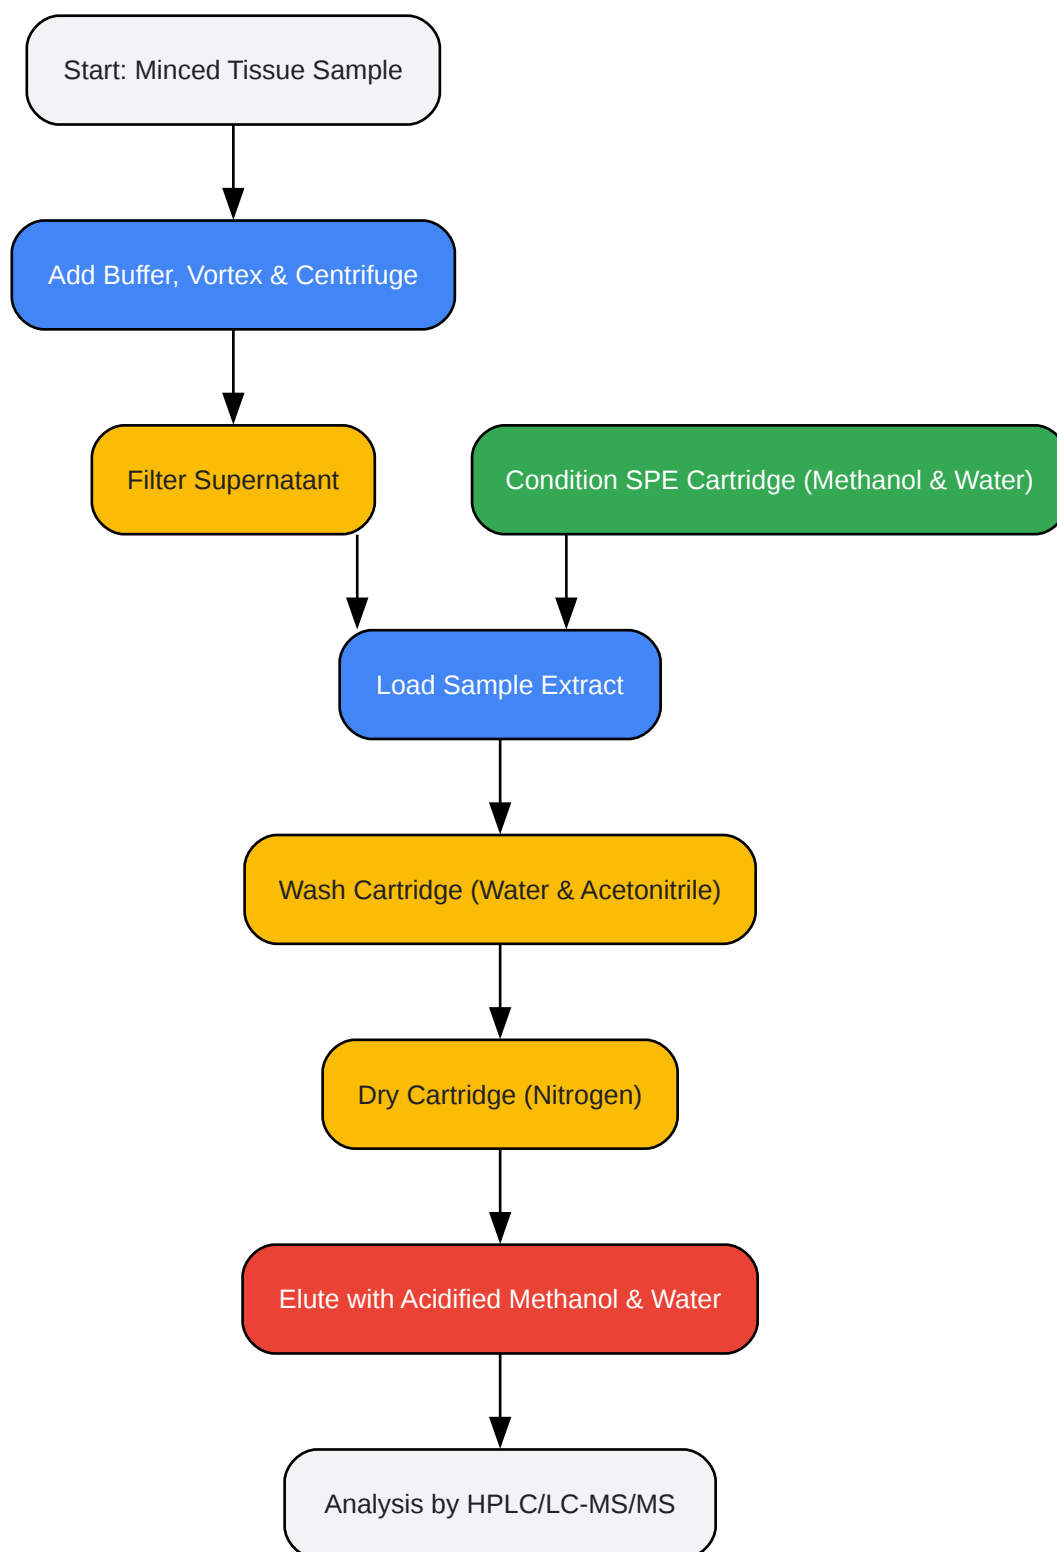 Start: Minced Tissue Sample
Add Buffer, Vortex & Centrifuge
Filter Supernatant
Condition SPE Cartridge (Methanol & Water)
Load Sample Extract
Wash Cartridge (Water & Acetonitrile)
Dry Cartridge (Nitrogen)
Elute with Acidified Methanol & Water
Analysis by HPLC/LC-MS/MS